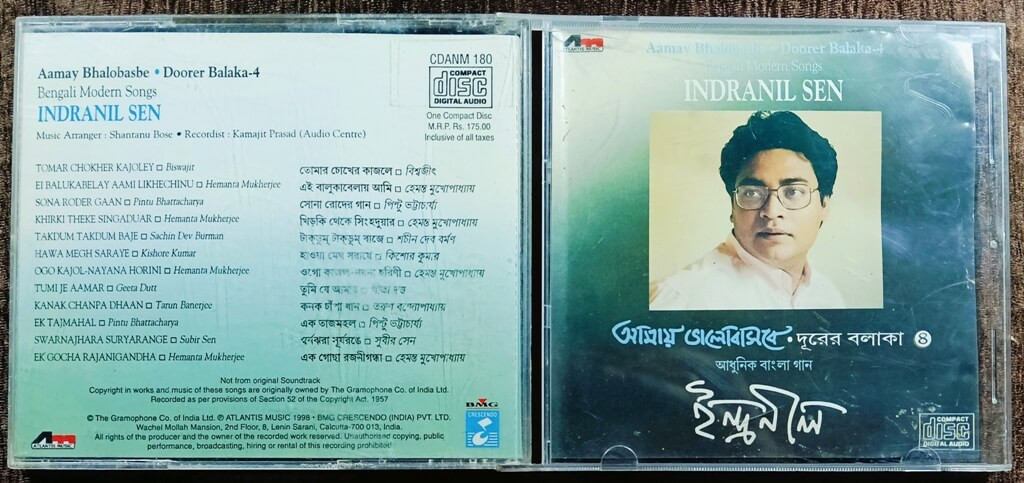 Aamay Bhalobasbe • Doorer Balaka-4
Bengali Modern Songs
INDRANIL SEN
Music Arranger : Shantanu Bose • Recordist : Kamajit Prasad (Audio Centre)
CDANM 180
COMPACT
disc
DIGITAL AUDIO
One Compact Disc
M.R.P. Rs. 175.00
Inclusive of all taxes
TOMAR CHOKHER KAJOLEY □ Biswajit
EI BALUKABELAY AAMI LIKHECHINU □ Hemanta Mukherjee
SONA RODER GAAN □ Pintu Bhattacharya
KHIRKI THEKE SINGADUAR □ Hemanta Mukherjee
TAKDUM TAKDUM BAJE □ Sachin Dev Burman
HAWA MEGH SARAYE □ Kishore Kumar
OGO KAJOL-NAYANA HORINI □ Hemanta Mukherjee
TUMI JE AAMAR □ Geeta Dutt
KANAK CHANPA DHAAN □ Tarun Banerjee
EK TAJMAHAL □ Pintu Bhattacharya
SWARNAJHARA SURYARANGE □ Subir Sen
EK GOCHA RAJANIGANDHA □ Hemanta Mukherjee
তোমার চোখের কাজলে □ বিশ্বজীৎ
এই বালুকাবেলায় আমি □ হেমন্ত মুখোপাধ্যায়
সোনা রোদের গান □ পিন্টু ভট্টাচার্য্য
খিড়কি থেকে সিংহদুয়ার □ হেমন্ত মুখোপাধ্যায়
টাক্‌ডুম্ টাক্‌ডুম বাজে □ শচীন দেব বর্মণ
হাওয়া মেঘ সরায়ে □ কিশোর কুমার
ওগো কাজল-নয়না হরিণী □ হেমন্ত মুখোপাধ্যায়
তুমি যে আমার □ গীতা দত্ত
কনক চাঁপা ধান □ তরুণ বন্দোপাধ্যায়
এক তাজমহল □ পিন্টু ভট্টাচার্য্য
স্বর্নঝরা সূর্যরঙে □ সুবীর সেন
এক গোছা রজনীগন্ধা □ হেমন্ত মুখোপাধ্যায়
Not from original Soundtrack
Copyright in works and music of these songs are originally owned by The Gramophone Co. of India Ltd.
Recorded as per provisions of Section 52 of the Copyright Act. 1957
© The Gramophone Co. of India Ltd. ℗ ATLANTIS MUSIC 1998 • BMG CRESCENDO (INDIA) PVT. LTD.
Wachel Mollah Mansion, 2nd Floor, 8, Lenin Sarani, Calcutta-700 013, India.
All rights of the producer and the owner of the recorded work reserved. Unauthorised copying, public
performance, broadcasting, hiring or rental of this recording prohibited
ATLANTIS MUSIC
BMG
CRESCENDO
ATLANTIS MUSIC
Aamay Bhalobasbe • Doorer Balaka-4
Bengali Modern Songs
INDRANIL SEN
আমায় ভালোবাসবে • দূরের বলাকা ৪
আধুনিক বাংলা গান
ইন্দ্রনীল
COMPACT
disc
DIGITAL AUDIO